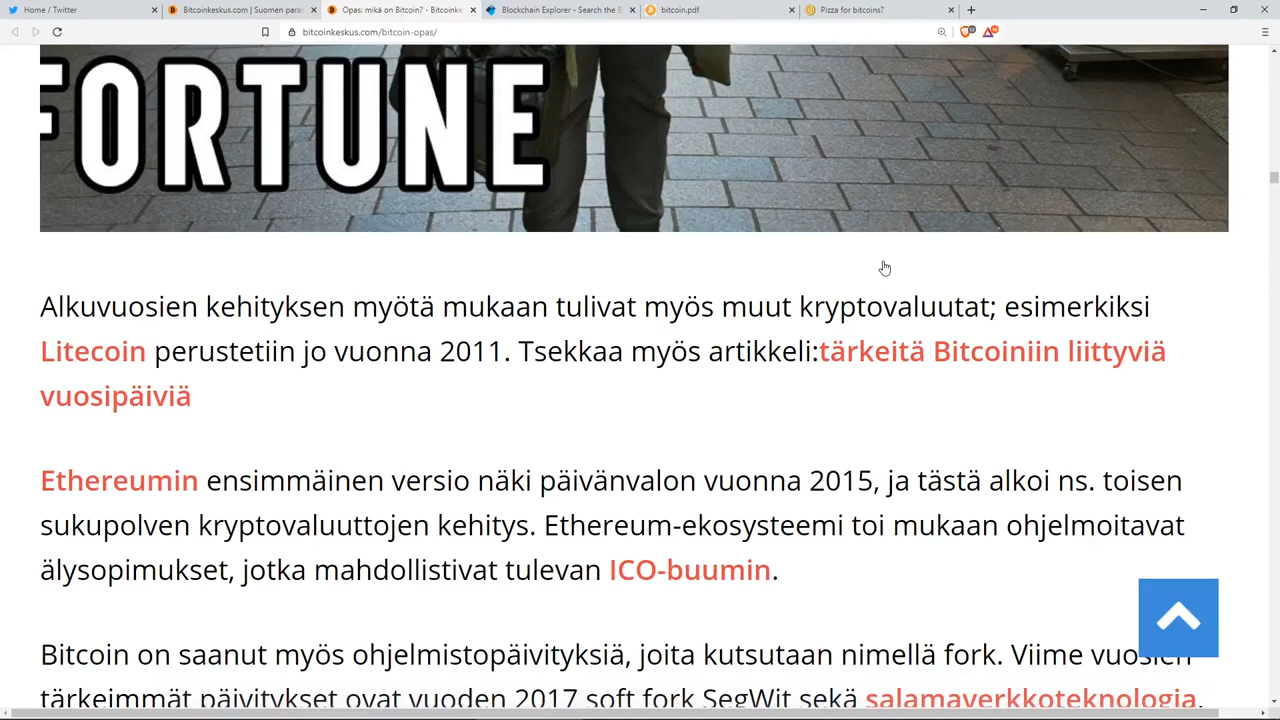 Home / Twitter
Bitcoinkeskus.com | Suomen paras
Opas: mikä on Bitcoin? - Bitcoinke
Blockchain Explorer - Search the B
bitcoin.pdf
Pizza for bitcoins?
bitcoinkeskus.com/bitcoin-opas/
FORTUNE
Alkuvuosien kehityksen myötä mukaan tulivat myös muut kryptovaluutat; esimerkiksi
Litecoin perustetiin jo vuonna 2011. Tsekkaa myös artikkeli:tärkeitä Bitcoiniin liittyviä
vuosipäiviä
Ethereumin ensimmäinen versio näki päivänvalon vuonna 2015, ja tästä alkoi ns. toisen
sukupolven kryptovaluuttojen kehitys. Ethereum-ekosysteemi toi mukaan ohjelmoitavat
älysopimukset, jotka mahdollistivat tulevan ICO-buumin.
Bitcoin on saanut myös ohjelmistopäivityksiä, joita kutsutaan nimellä fork. Viime vuosien
tärkeimmät päivitykset ovat vuoden 2017 soft fork SegWit sekä salamaverkkoteknologia.